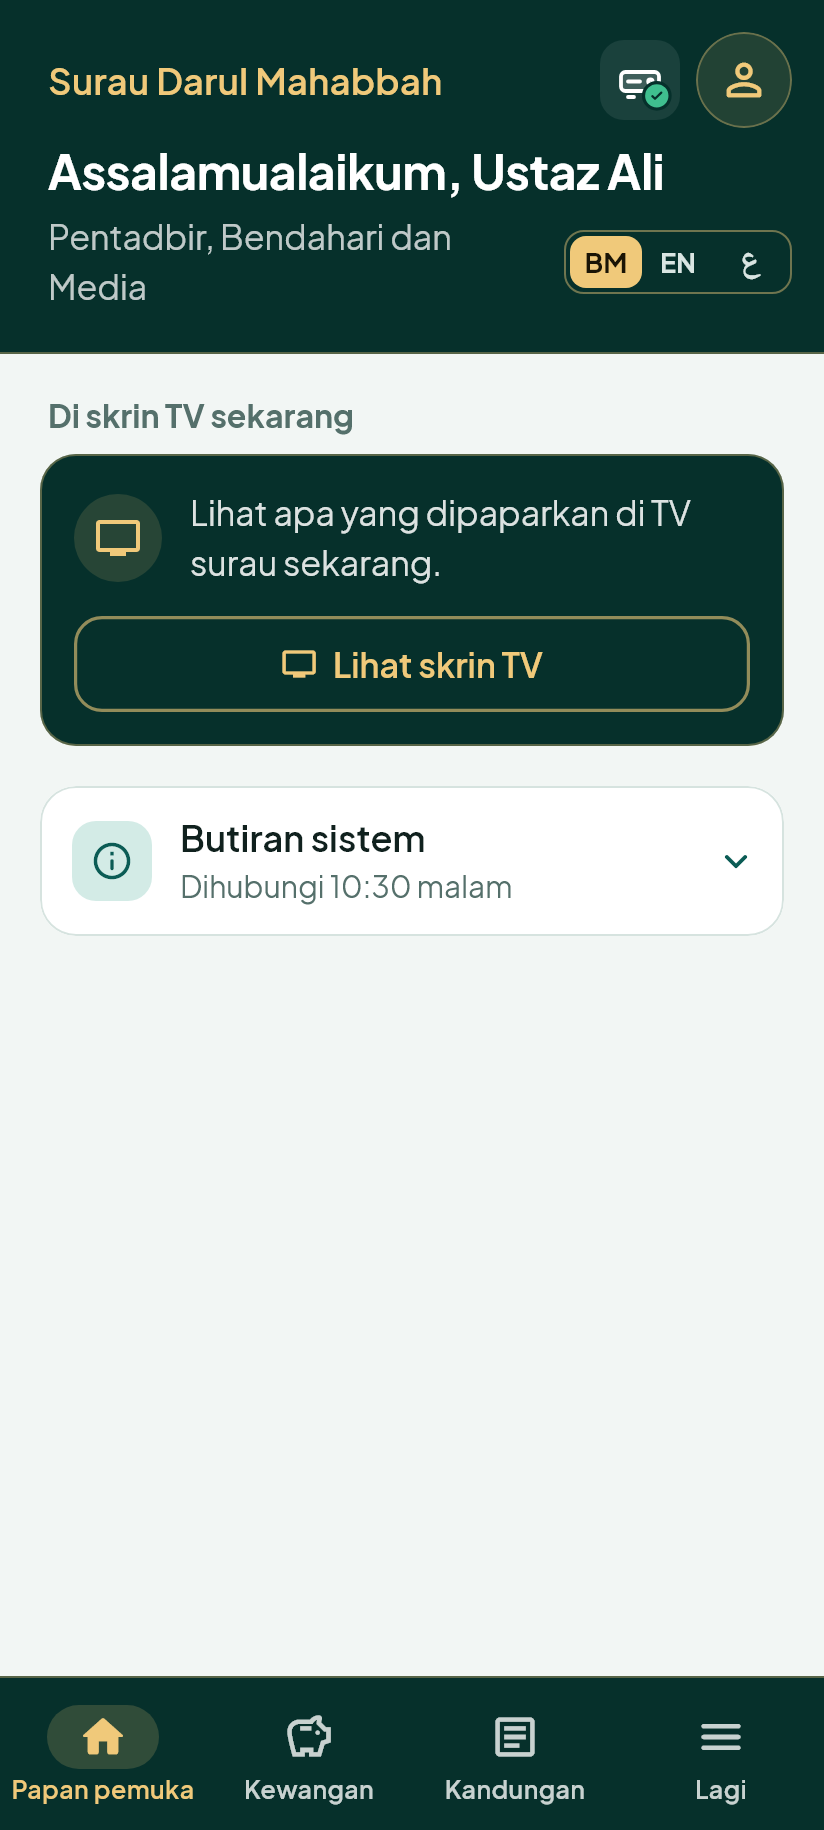 Surau Darul Mahabbah
Assalamualaikum, Ustaz Ali
Pentadbir, Bendahari dan
Media
BM EN ع
Di skrin TV sekarang
Lihat apa yang dipaparkan di TV
surau sekarang.
Lihat skrin TV
Butiran sistem
Dihubungi 10:30 malam
Papan pemuka
Kewangan
Kandungan
Lagi